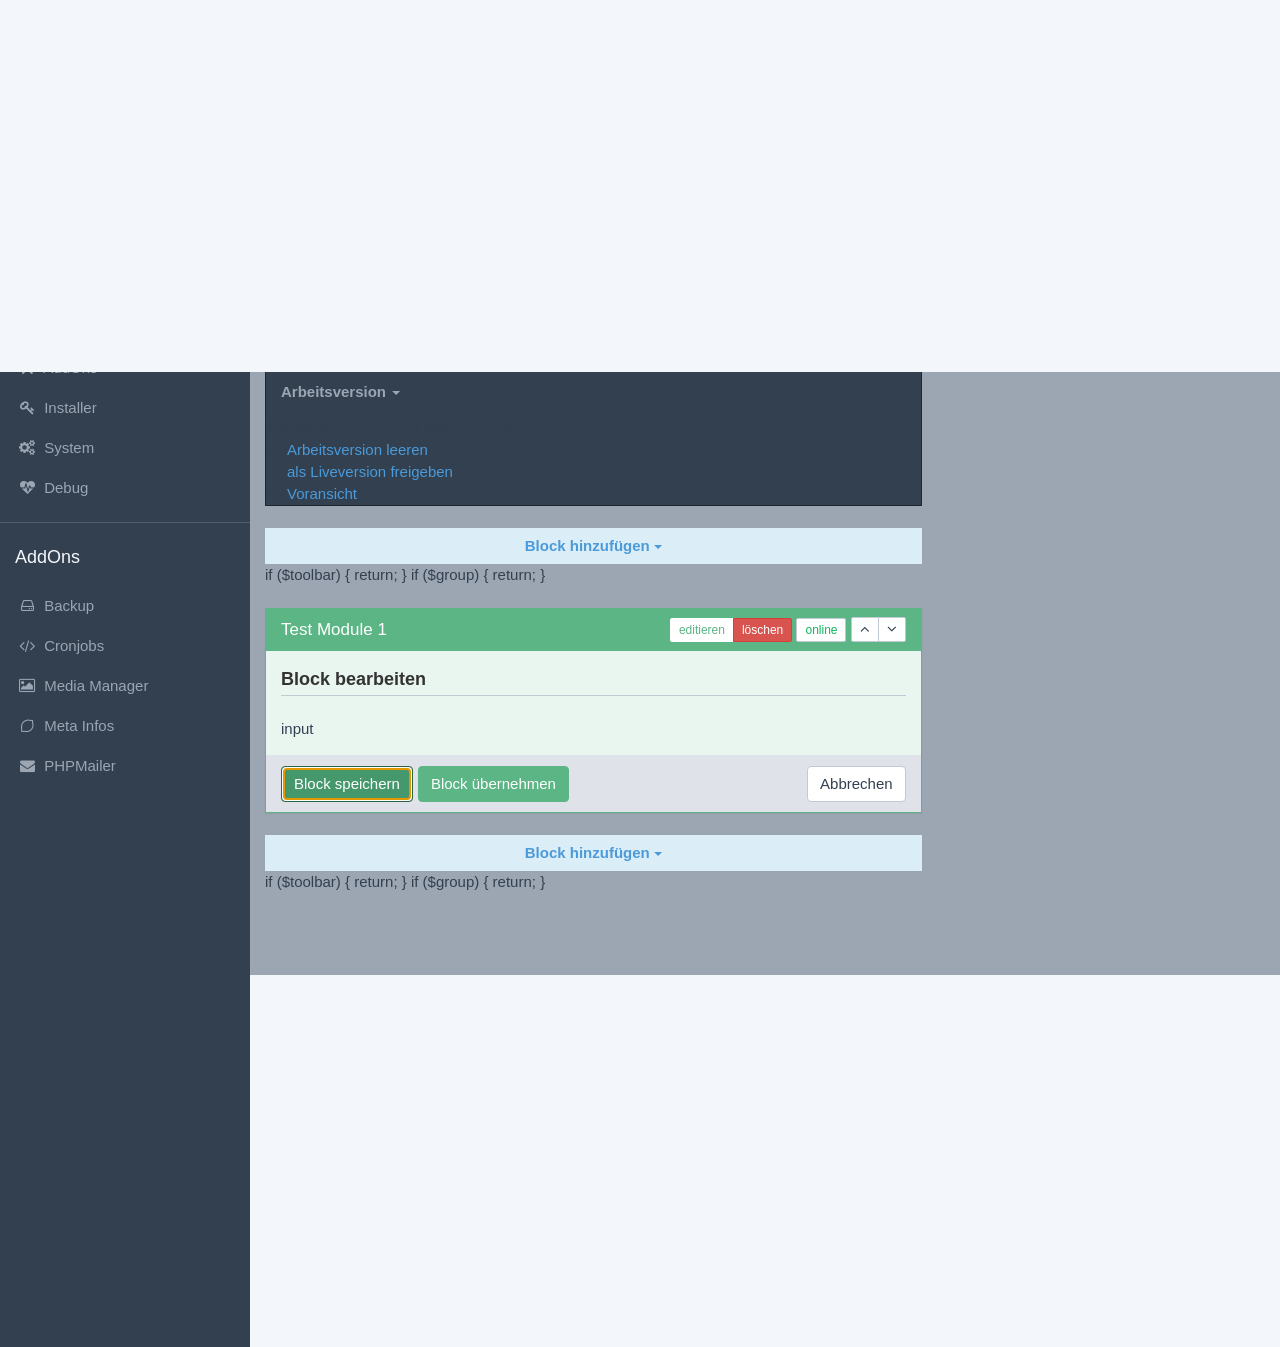 Installer
System
Debug
AddOns
Backup
Cronjobs
Media Manager
Meta Infos
PHPMailer
Arbeitsversion
Arbeitsversion leeren
als Liveversion freigeben
Voransicht
Block hinzufügen
if ($toolbar) { return; } if ($group) { return; }
Test Module 1 editieren löschen online
Block bearbeiten
input
Block speichern Block übernehmen Abbrechen
Block hinzufügen
if ($toolbar) { return; } if ($group) { return; }